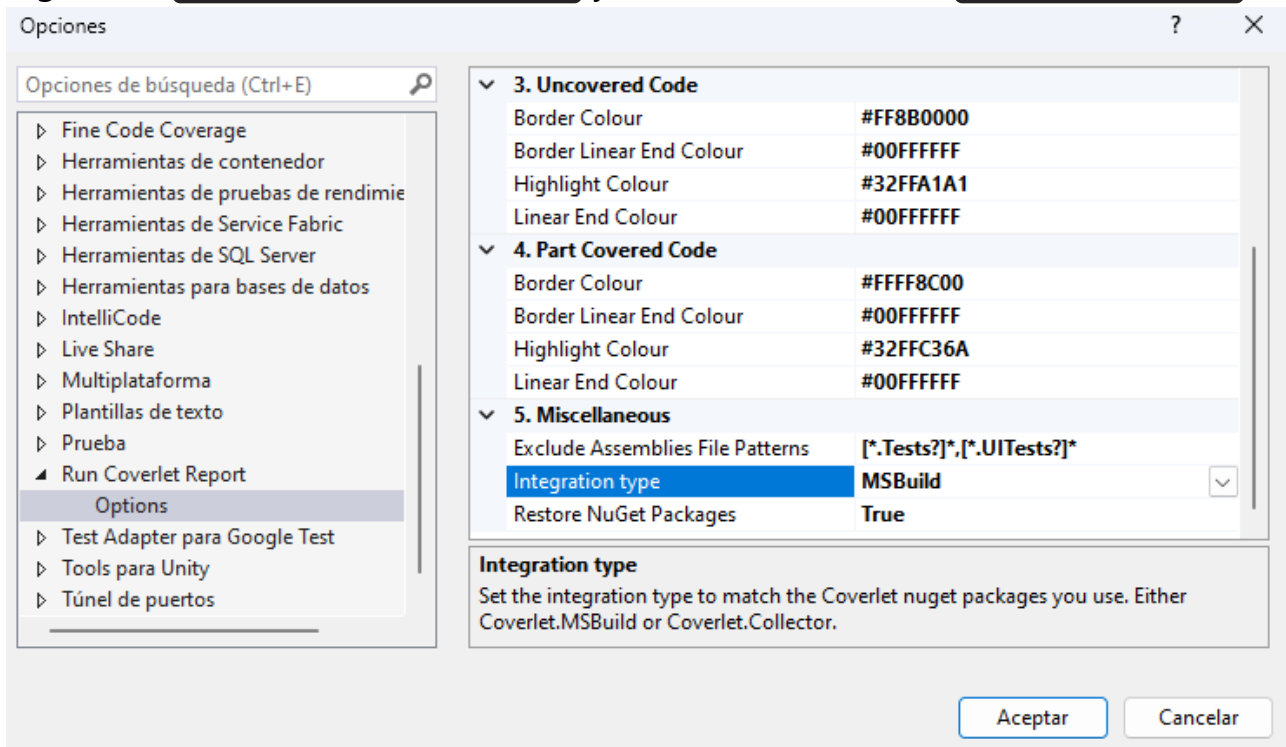 Opciones
?
Opciones de búsqueda (Ctrl+E)
Fine Code Coverage
Herramientas de contenedor
Herramientas de pruebas de rendimie
Herramientas de Service Fabric
Herramientas de SQL Server
Herramientas para bases de datos
IntelliCode
Live Share
Multiplataforma
Plantillas de texto
Prueba
Run Coverlet Report
Options
Test Adapter para Google Test
Tools para Unity
Túnel de puertos
3. Uncovered Code
Border Colour #FF8B0000
Border Linear End Colour #00FFFFFF
Highlight Colour #32FFA1A1
Linear End Colour #00FFFFFF
4. Part Covered Code
Border Colour #FFFF8C00
Border Linear End Colour #00FFFFFF
Highlight Colour #32FFC36A
Linear End Colour #00FFFFFF
5. Miscellaneous
Exclude Assemblies File Patterns [*.Tests?]*,[*.UITests?]*
Integration type MSBuild
Restore NuGet Packages True
Integration type
Set the integration type to match the Coverlet nuget packages you use. Either
Coverlet.MSBuild or Coverlet.Collector.
Aceptar Cancelar